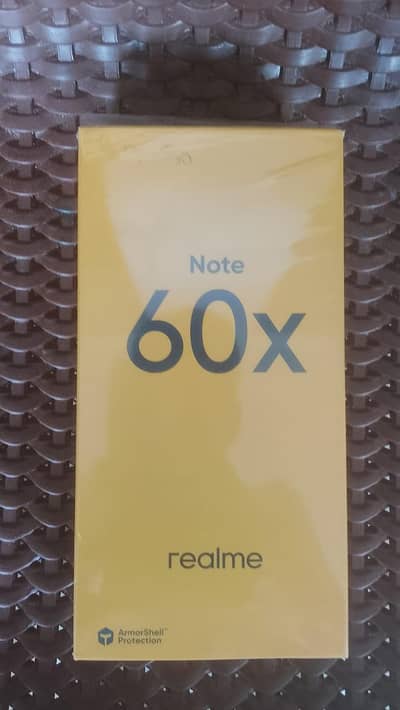 Note
60x
realme
ArmorShell™
Protection